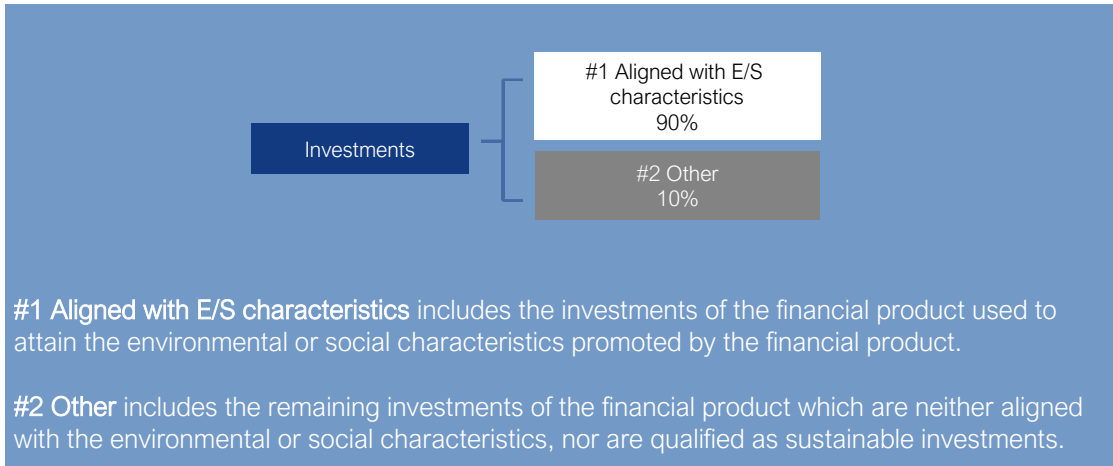 #1 Aligned with E/S
characteristics
90%
Investments
#2 Other
10%
#1 Aligned with E/S characteristics includes the investments of the financial product used to
attain the environmental or social characteristics promoted by the financial product.
#2 Other includes the remaining investments of the financial product which are neither aligned
with the environmental or social characteristics, nor are qualified as sustainable investments.